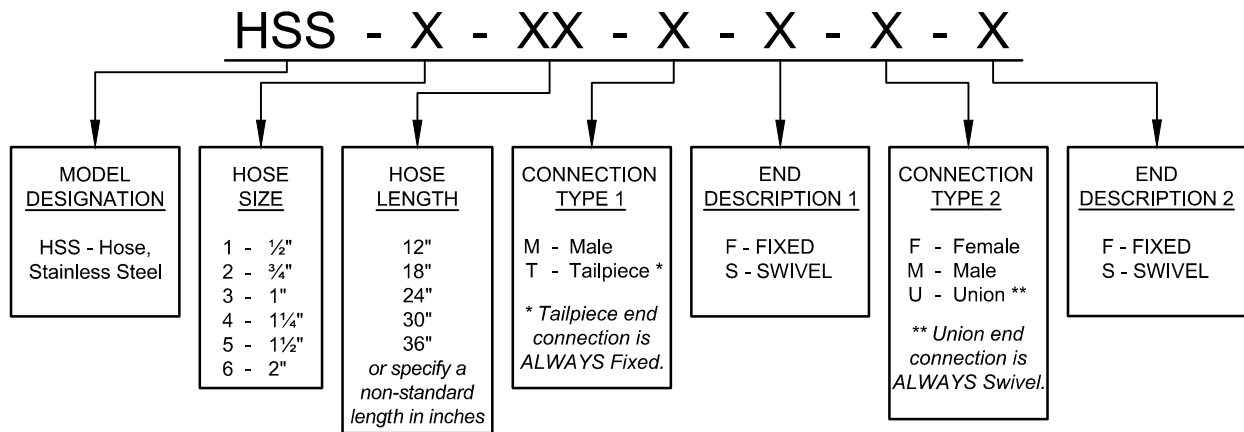 HSS - X - XX - X - X - X - X
MODEL
DESIGNATION
HSS - Hose,
Stainless Steel
HOSE
SIZE
1 - ½"
2 - ¾"
3 - 1"
4 - 1¼"
5 - 1½"
6 - 2"
HOSE
LENGTH
12"
18"
24"
30"
36"
or specify a
non-standard
length in inches
CONNECTION
TYPE 1
M - Male
T - Tailpiece *
* Tailpiece end
connection is
ALWAYS Fixed.
END
DESCRIPTION 1
F - FIXED
S - SWIVEL
CONNECTION
TYPE 2
F - Female
M - Male
U - Union **
** Union end
connection is
ALWAYS Swivel.
END
DESCRIPTION 2
F - FIXED
S - SWIVEL